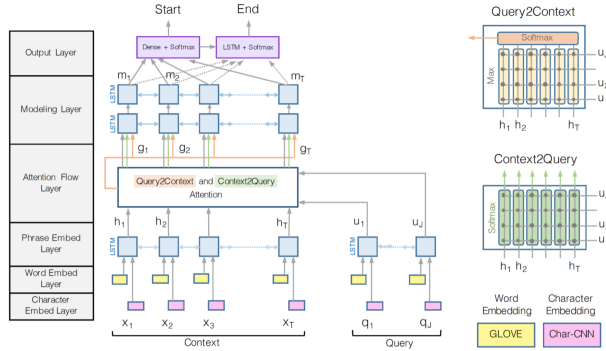 Start End
Output Layer
Dense + Softmax
LSTM + Softmax
m1 m2 mT
Modeling Layer
LSTM
LSTM
g1 g2 gT
Attention Flow
Layer
Query2Context and Context2Query
Attention
h1 h2 hT
u1 uJ
Phrase Embed
Layer
LSTM
LSTM
Word Embed
Layer
Character
Embed Layer
x1 x2 x3 xT
q1 qJ
Context
Query
Query2Context
Softmax
Max
h1 h2 hT
Context2Query
Softmax
h1 h2 hT
Word
Embedding
GLOVE
Character
Embedding
Char-CNN